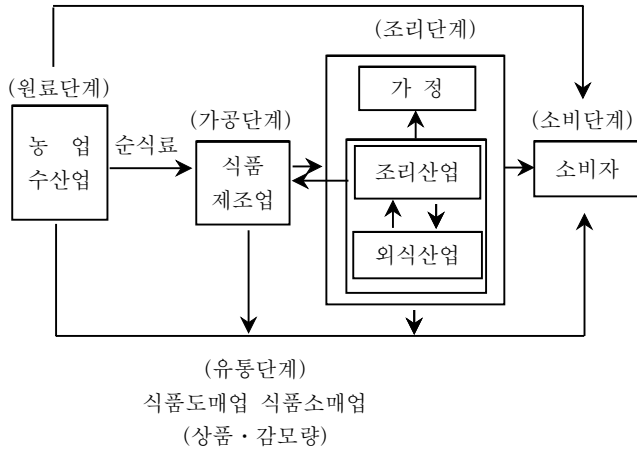 (조리단계)
(원료단계)
가 정
(가공단계)
(소비단계)
농 업
수산업
순식료
식품
제조업
조리산업
소비자
외식산업
(유통단계)
식품도매업 식품소매업
(상품·감모량)